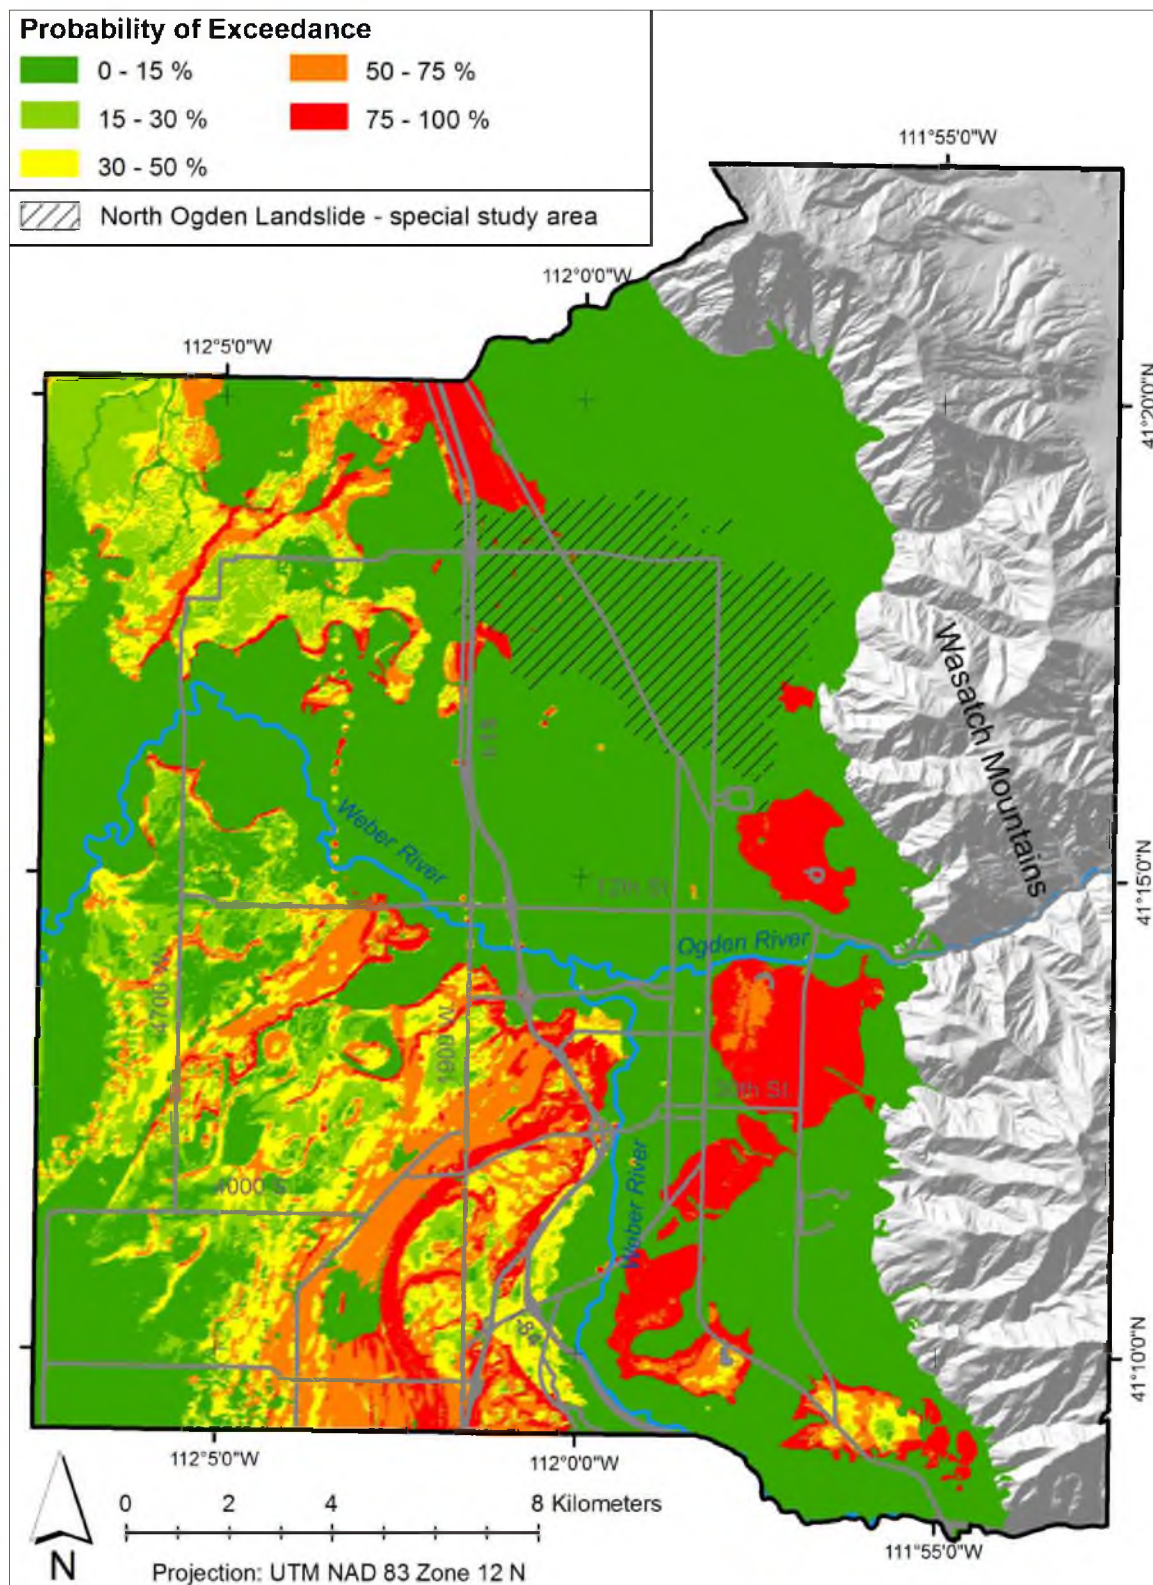 Probability of Exceedance
0 - 15 %
50 - 75 %
15 - 30 %
75 - 100 %
30 - 50 %
North Ogden Landslide - special study area
111°55'0"W
112°0'0"W
112°5'0"W
41°20'0"N
Wasatch Mountains
I-15
Weber River
41°15'0"N
12th St.
Ogden River
4700 W.
1900 W.
St.
4000 S.
Weber River
41°10'0"N
112°5'0"W
112°0'0"W
111°55'0"W
0 2 4 8 Kilometers
N
Projection: UTM NAD 83 Zone 12 N